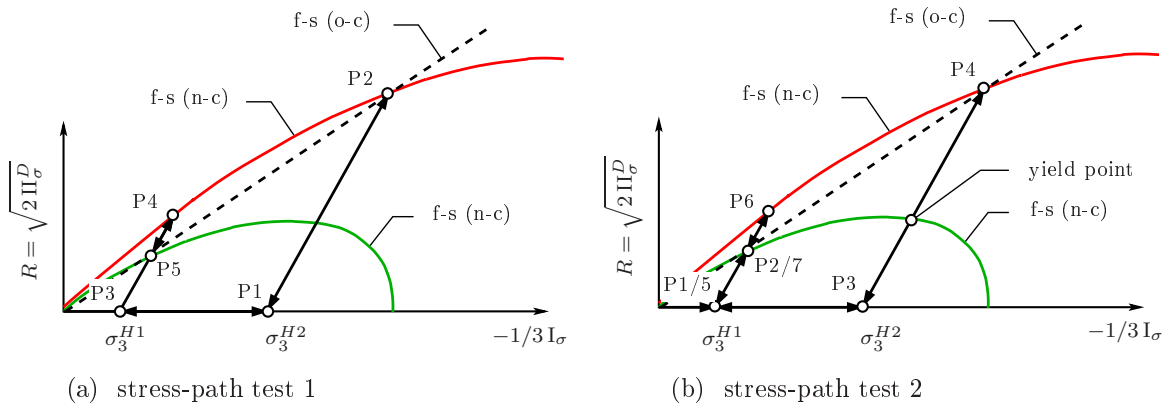 f-s (o-c)
P2
f-s (n-c)
P4
f-s (n-c)
P5
P3
P1
R = √2 II_σ^D
σ_3^{H1}
σ_3^{H2}
−1/3 I_σ
(a) stress-path test 1
f-s (o-c)
P4
f-s (n-c)
yield point
P6
f-s (n-c)
P2/7
P1/5
P3
R = √2 II_σ^D
σ_3^{H1}
σ_3^{H2}
−1/3 I_σ
(b) stress-path test 2